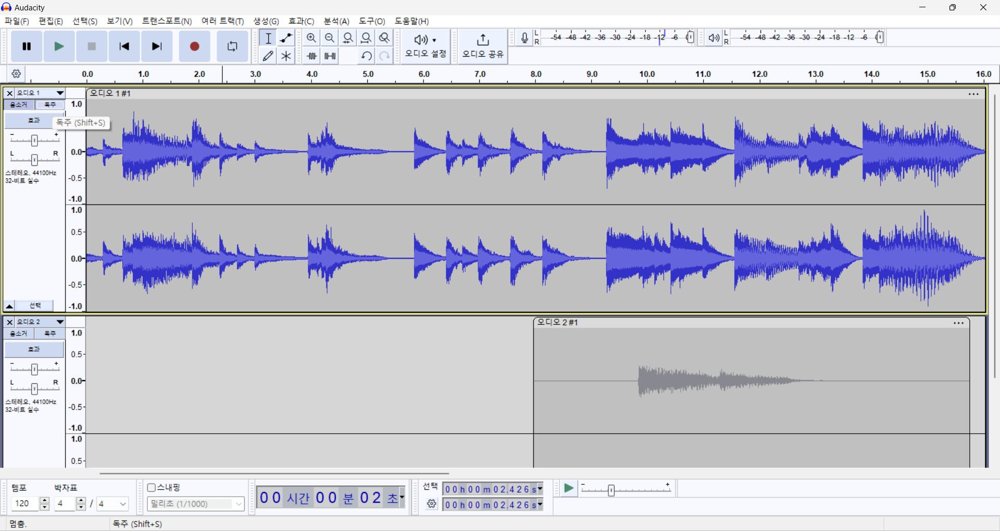 Audacity
파일(F) 편집(E) 선택(S) 보기(V) 트랜스포트(N) 여러 트랙(T) 생성(G) 효과(C) 분석(A) 도구(O) 도움말(H)
오디오 설정
오디오 공유
L -54 -48 -42 -36 -30 -24 -18 -12 -6 0
R
L -54 -48 -42 -36 -30 -24 -18 -12 -6 0
R
0.0 1.0 2.0 3.0 4.0 5.0 6.0 7.0 8.0 9.0 10.0 11.0 12.0 13.0 14.0 15.0 16.0
오디오 1
오디오 1 #1
음소거 독주
효과
독주 (Shift+S)
- +
L R
스테레오, 44100Hz
32-비트 실수
선택
1.0
0.0
-0.5
-1.0
1.0
0.5
0.0
-0.5
-1.0
오디오 2
오디오 2 #1
음소거 독주
효과
- +
L R
스테레오, 44100Hz
32-비트 실수
1.0
0.5
0.0
-0.5
-1.0
1.0
0.5
템포 박자표
120 4 / 4
스내핑
밀리초 (1/1000)
00 시간 00 분 02 초
선택
00h00m02.426s
00h00m02.426s
- +
멈춤.
독주 (Shift+S)